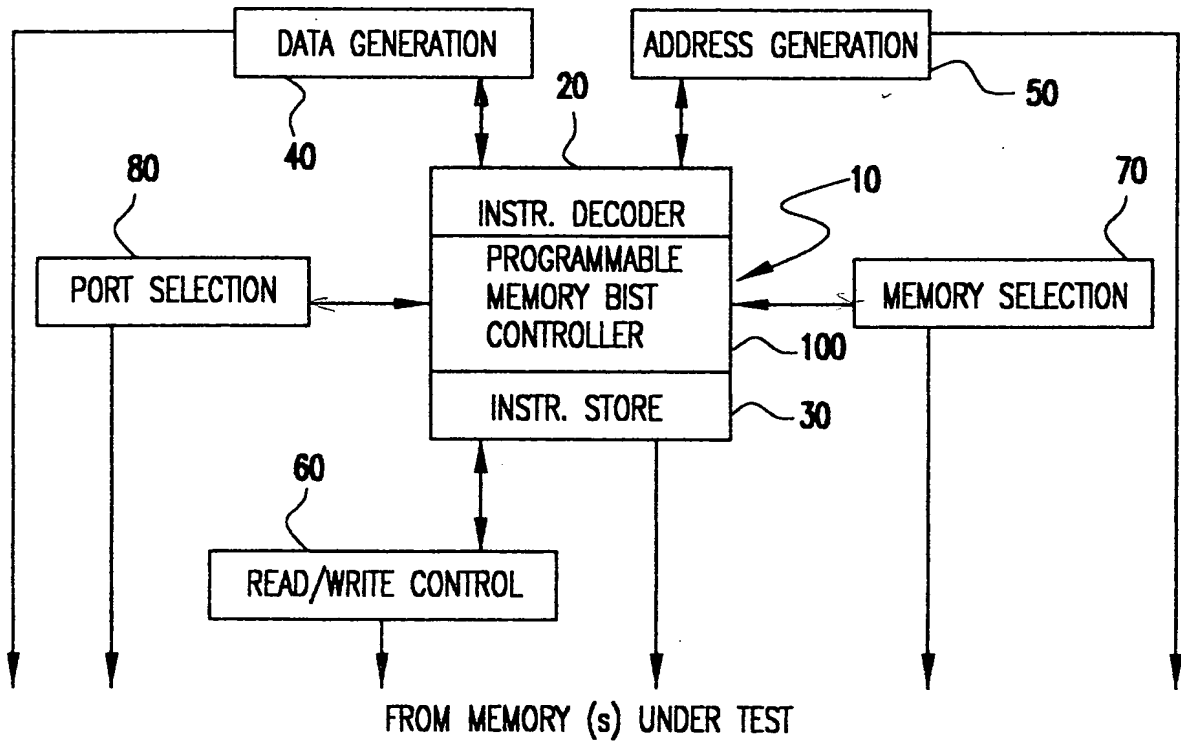 DATA GENERATION
ADDRESS GENERATION
20
50
40
80
10
70
INSTR. DECODER
PROGRAMMABLE
MEMORY BIST
CONTROLLER
PORT SELECTION
MEMORY SELECTION
100
INSTR. STORE
30
60
READ/WRITE CONTROL
FROM MEMORY (s) UNDER TEST